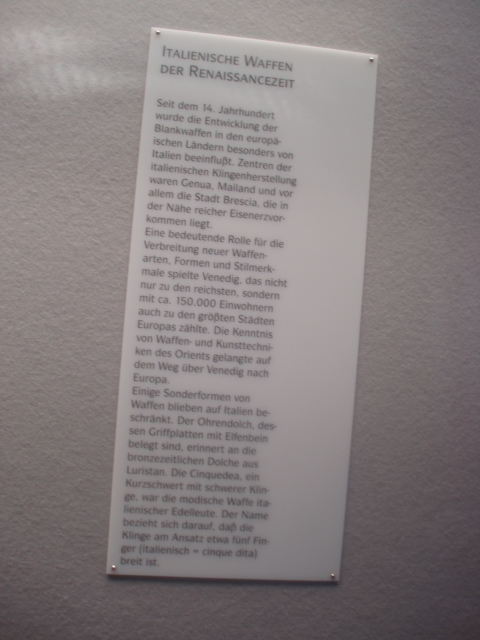 ITALIENISCHE WAFFEN
DER RENAISSANCEZEIT
Seit dem 14. Jahrhundert
wurde die Entwicklung der
Blankwaffen in den europä-
ischen Ländern besonders von
Italien beeinflußt. Zentren der
italienischen Klingenherstellung
waren Genua, Mailand und vor
allem die Stadt Brescia, die in
der Nähe reicher Eisenerzvor-
kommen liegt.
Eine bedeutende Rolle für die
Verbreitung neuer Waffen-
arten, Formen und Stilmerk-
male spielte Venedig, das nicht
nur zu den reichsten, sondern
mit ca. 150.000 Einwohnern
auch zu den größten Städten
Europas zählte. Die Kenntnis
von Waffen- und Kunsttechni-
ken des Orients gelangte auf
dem Weg über Venedig nach
Europa.
Einige Sonderformen von
Waffen blieben auf Italien be-
schränkt. Der Ohrendolch, des-
sen Griffplatten mit Elfenbein
belegt sind, erinnert an die
bronzezeitlichen Dolche aus
Luristan. Die Cinquedea, ein
Kurzschwert mit schwerer Klin-
ge, war die modische Waffe ita-
lienischer Edelleute. Der Name
bezieht sich darauf, daß die
Klinge am Ansatz etwa fünf Fin-
ger (italienisch = cinque dita)
breit ist.